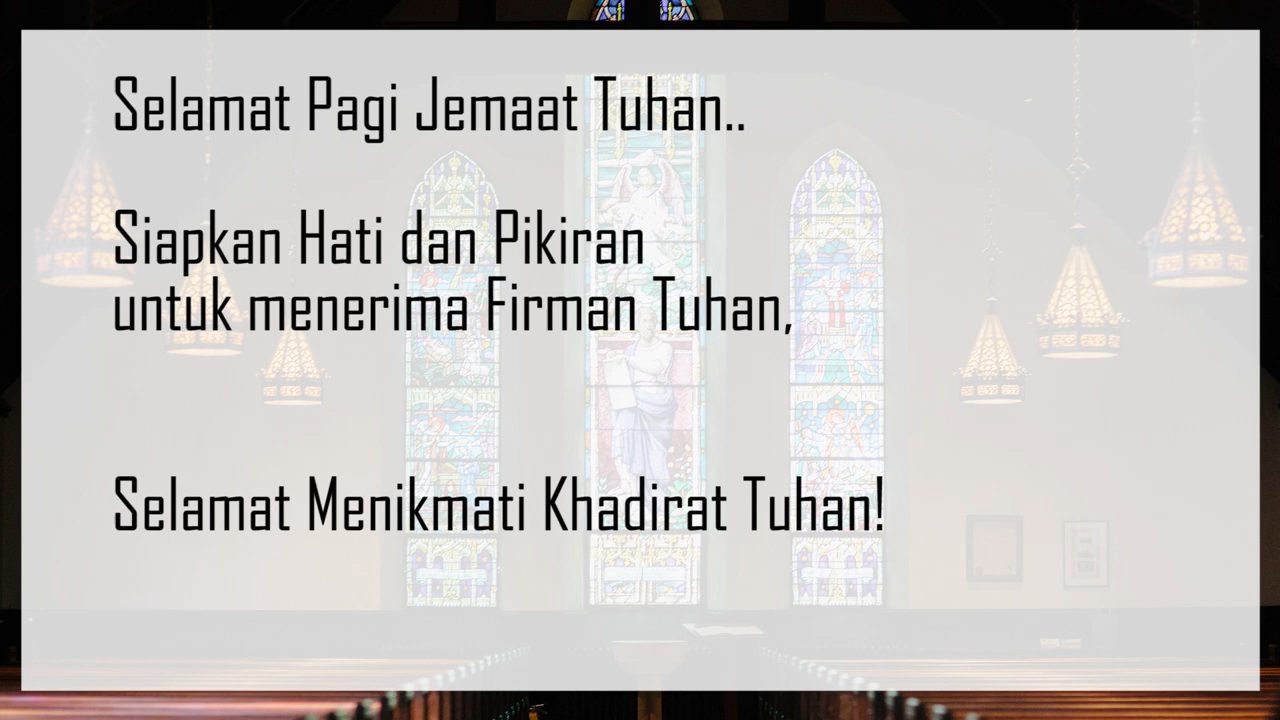 Selamat Pagi Jemaat Tuhan..
Siapkan Hati dan Pikiran
untuk menerima Firman Tuhan,
Selamat Menikmati Khadirat Tuhan!